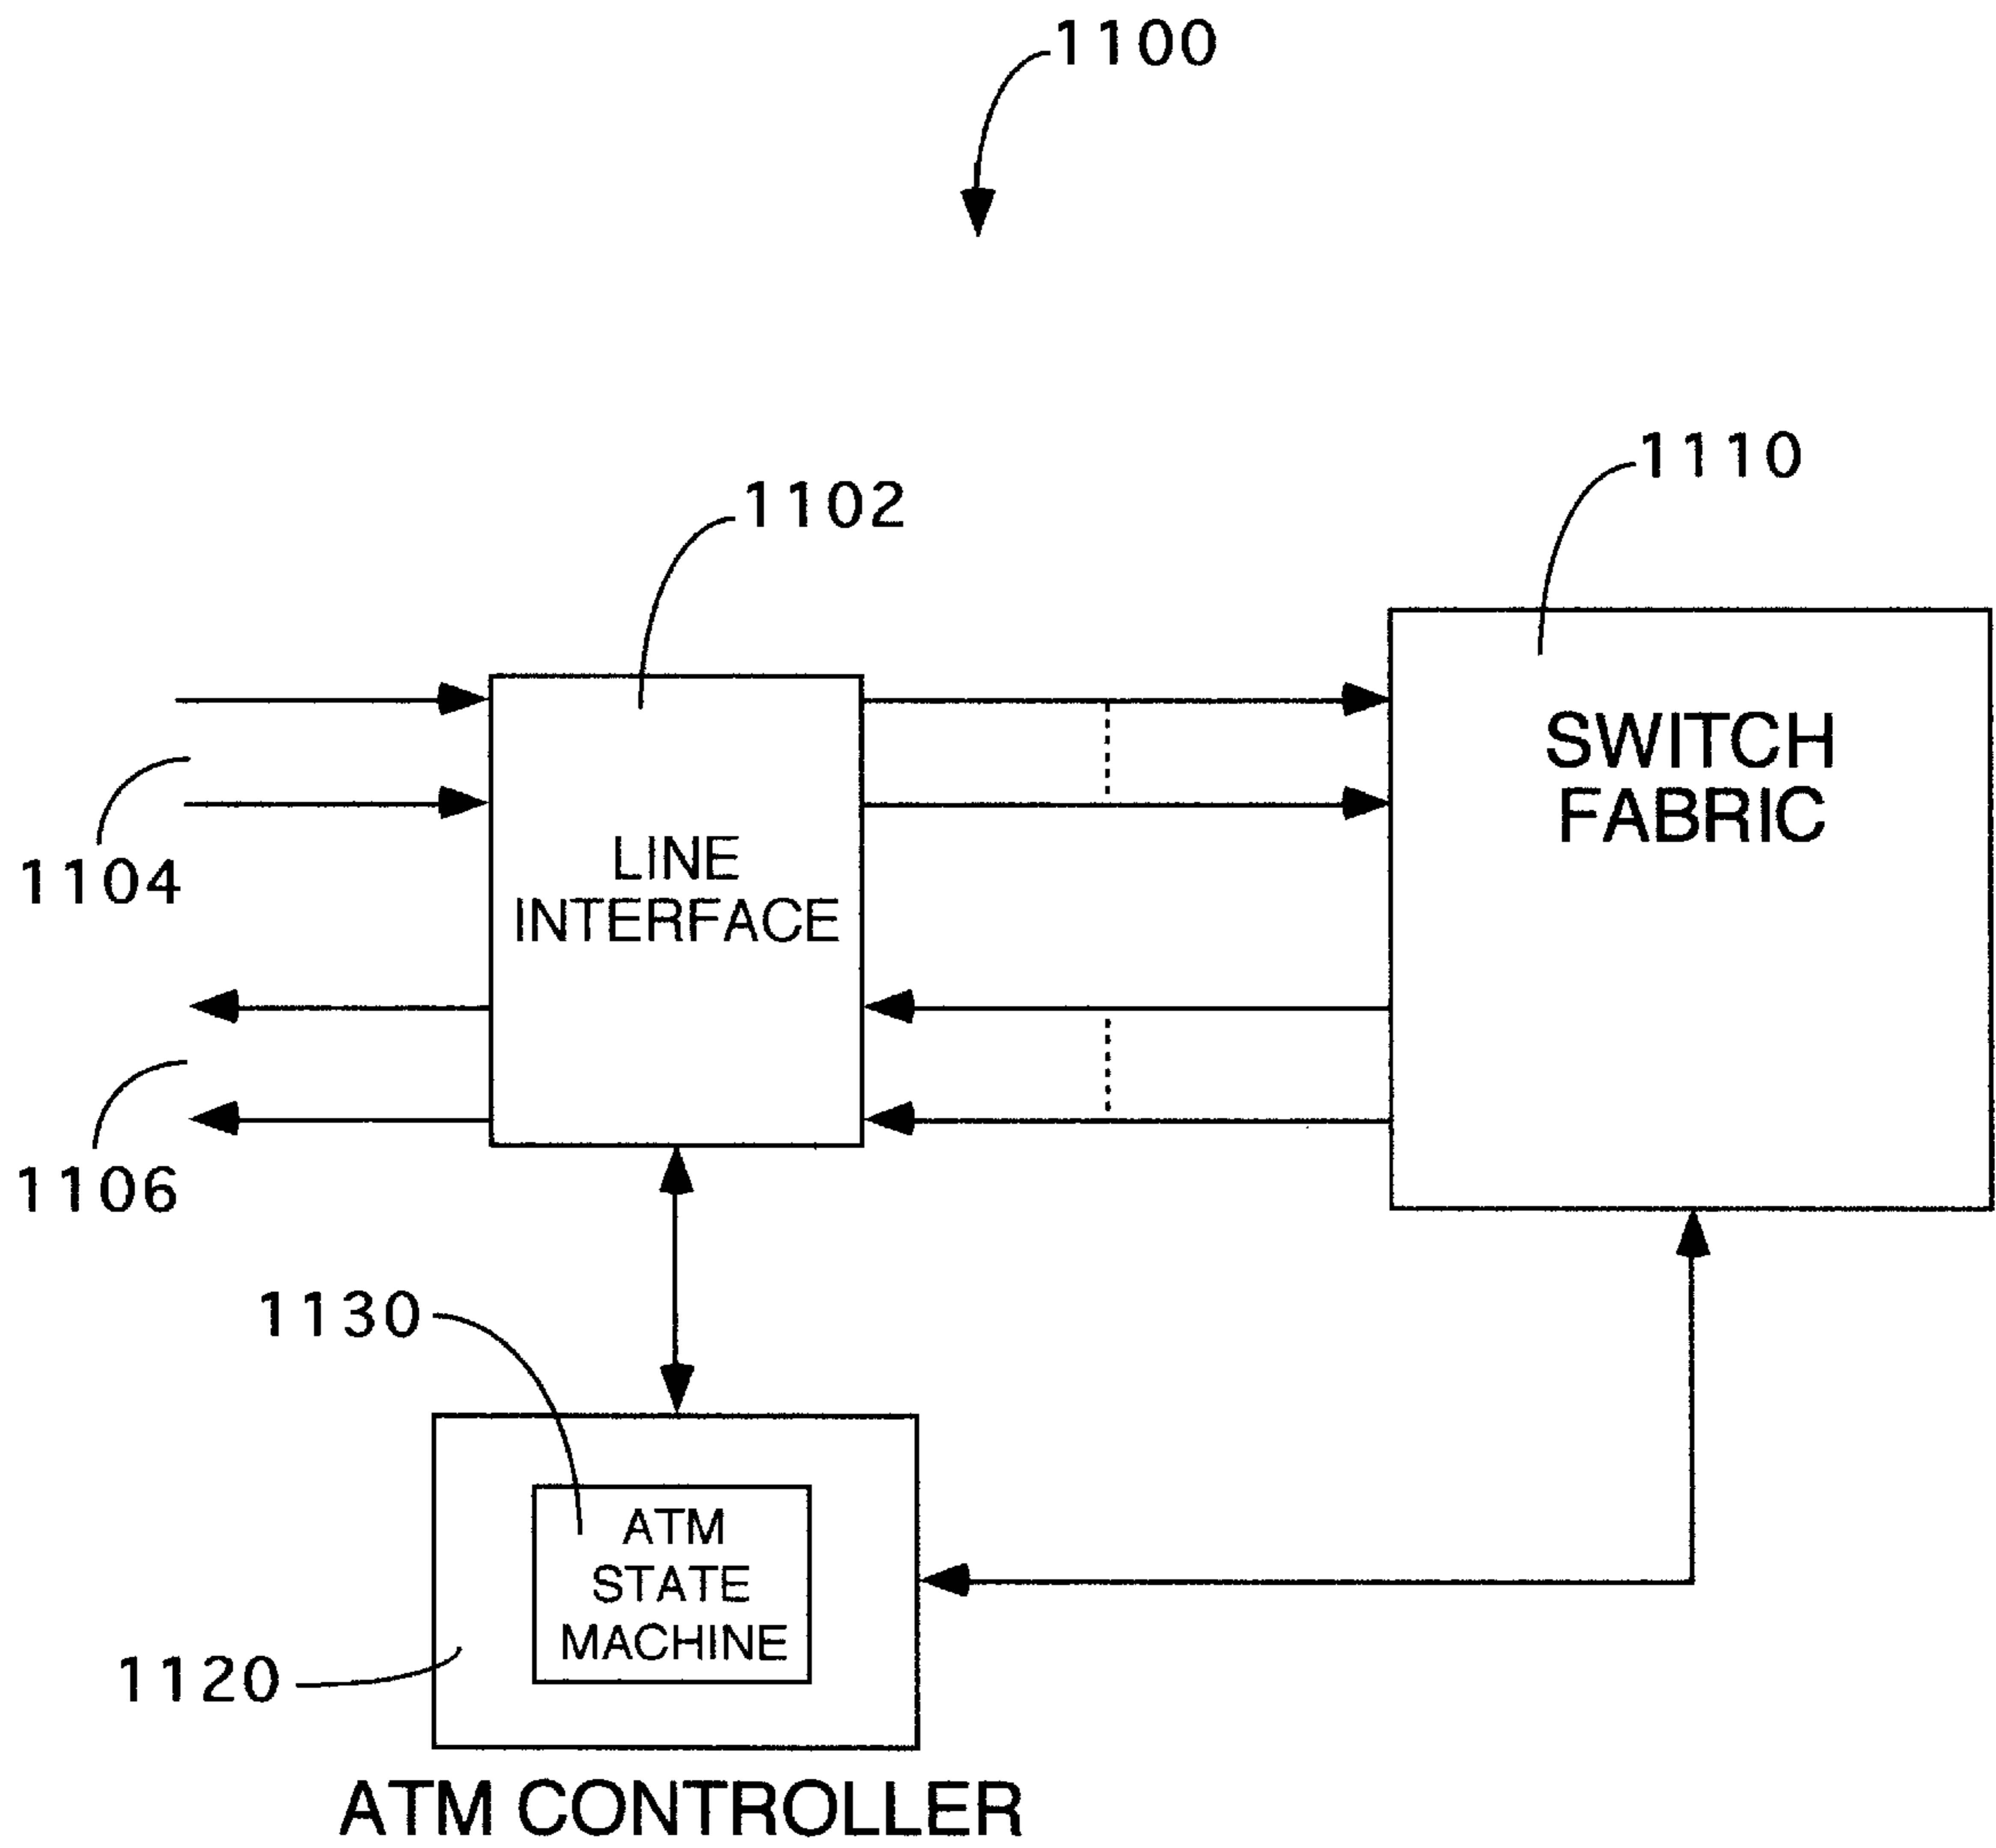 1100
1110
1102
SWITCH
FABRIC
LINE
INTERFACE
1104
1106
1130
ATM
STATE
MACHINE
1120
ATM CONTROLLER